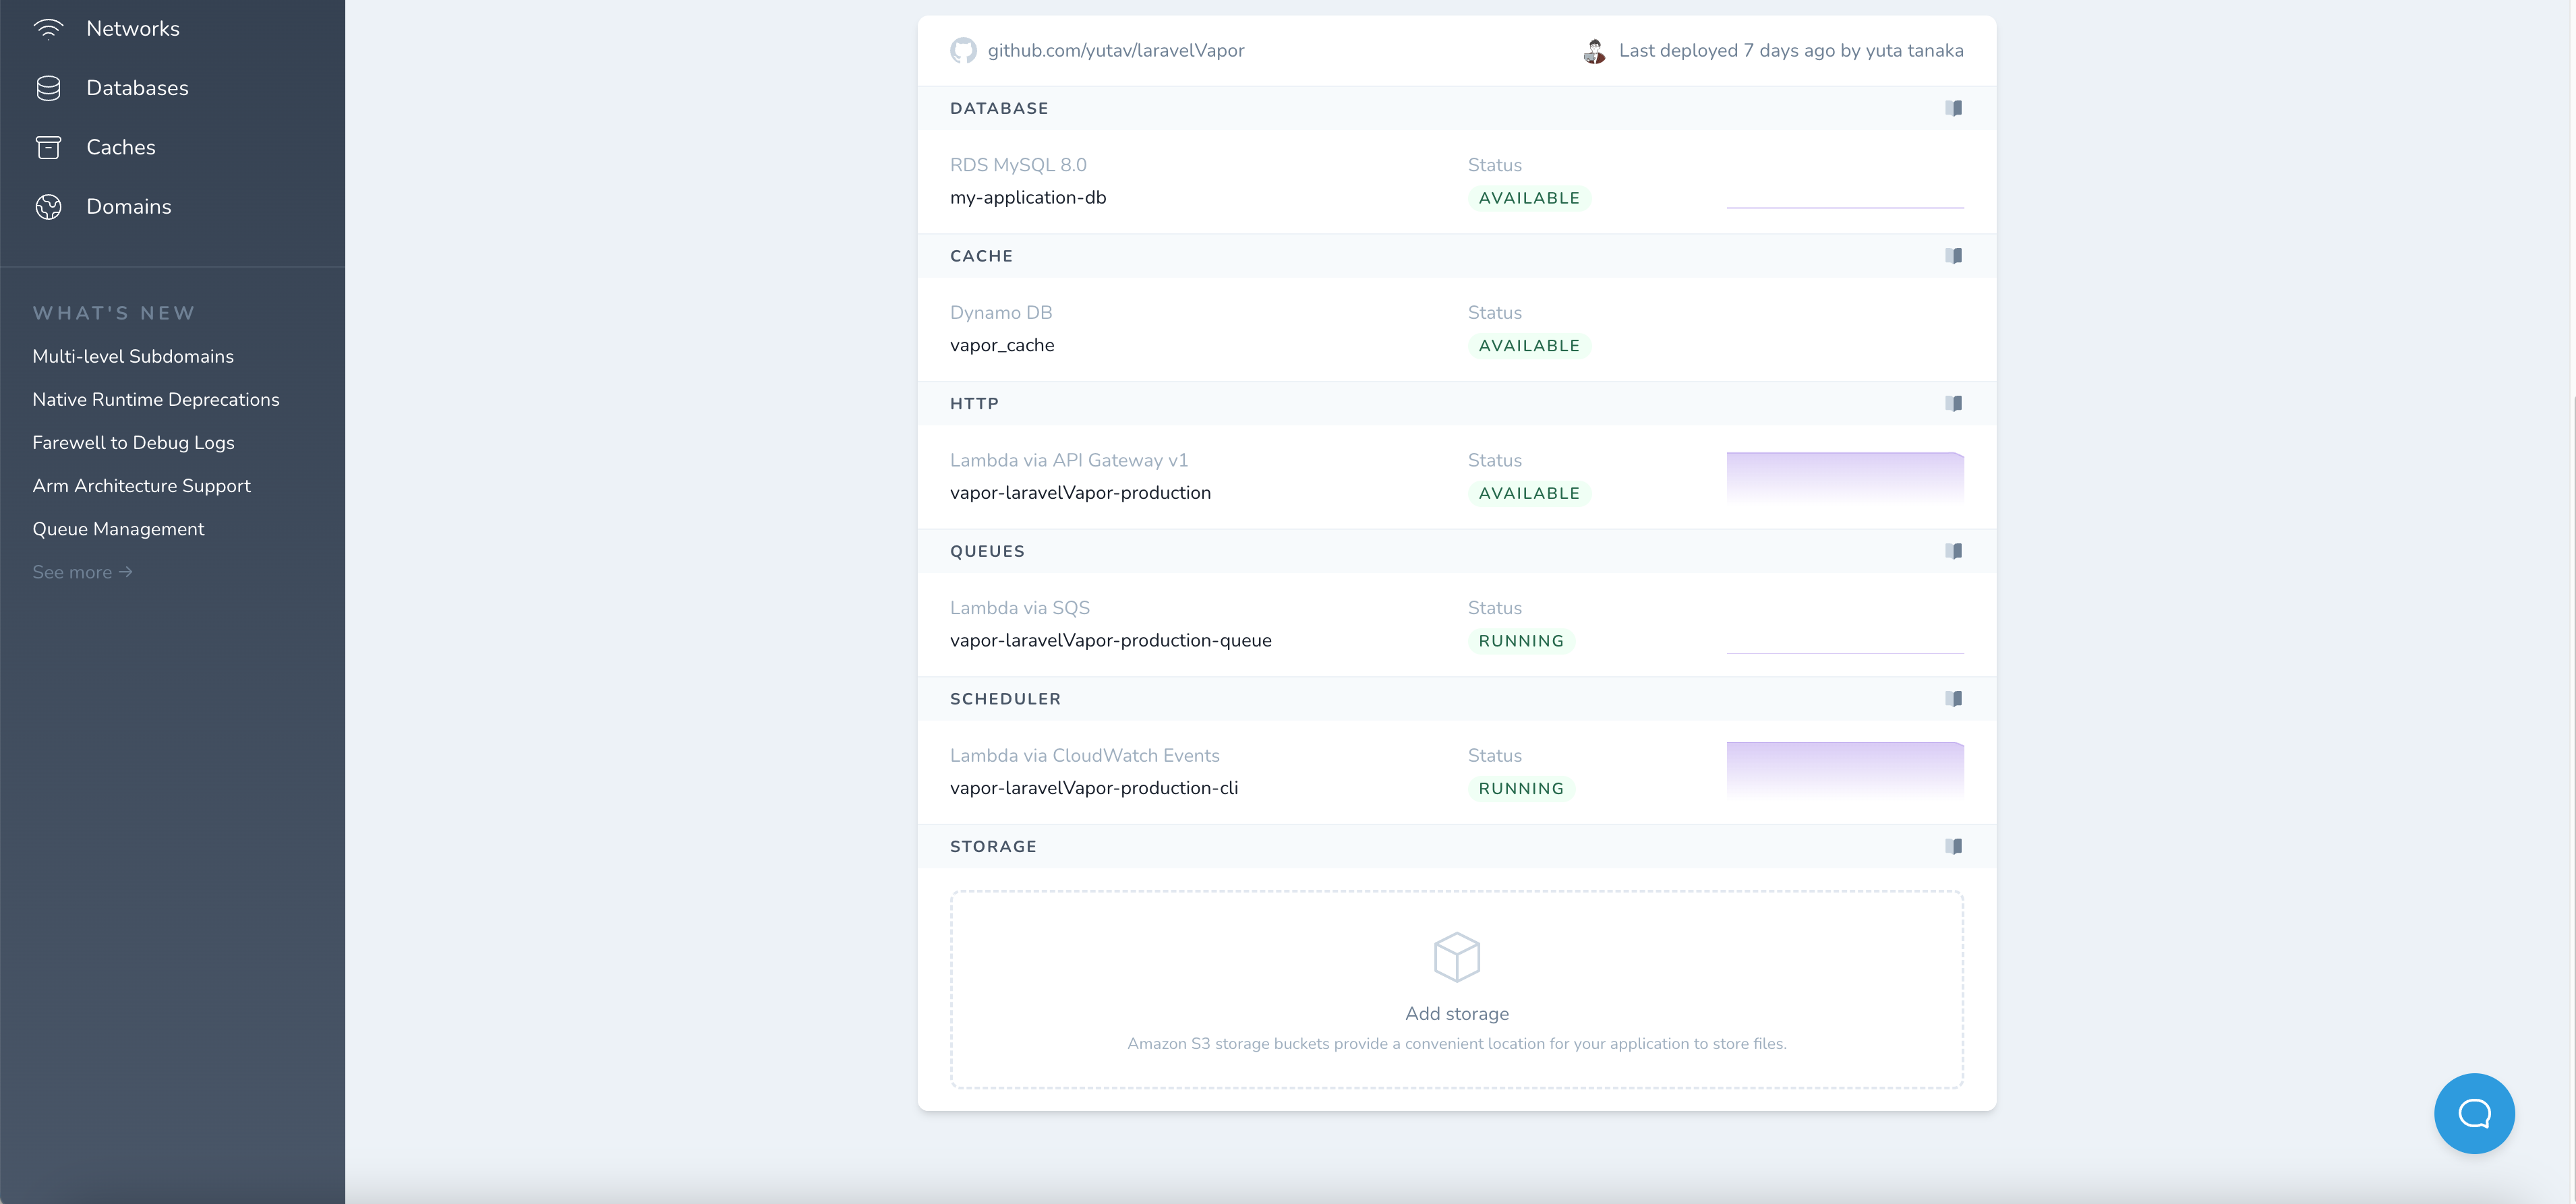 Networks
Databases
Caches
Domains
WHAT'S NEW
Multi-level Subdomains
Native Runtime Deprecations
Farewell to Debug Logs
Arm Architecture Support
Queue Management
See more →
github.com/yutav/laravelVapor
Last deployed 7 days ago by yuta tanaka
DATABASE
RDS MySQL 8.0 Status
my-application-db AVAILABLE
CACHE
Dynamo DB Status
vapor_cache AVAILABLE
HTTP
Lambda via API Gateway v1 Status
vapor-laravelVapor-production AVAILABLE
QUEUES
Lambda via SQS Status
vapor-laravelVapor-production-queue RUNNING
SCHEDULER
Lambda via CloudWatch Events Status
vapor-laravelVapor-production-cli RUNNING
STORAGE
Add storage
Amazon S3 storage buckets provide a convenient location for your application to store files.